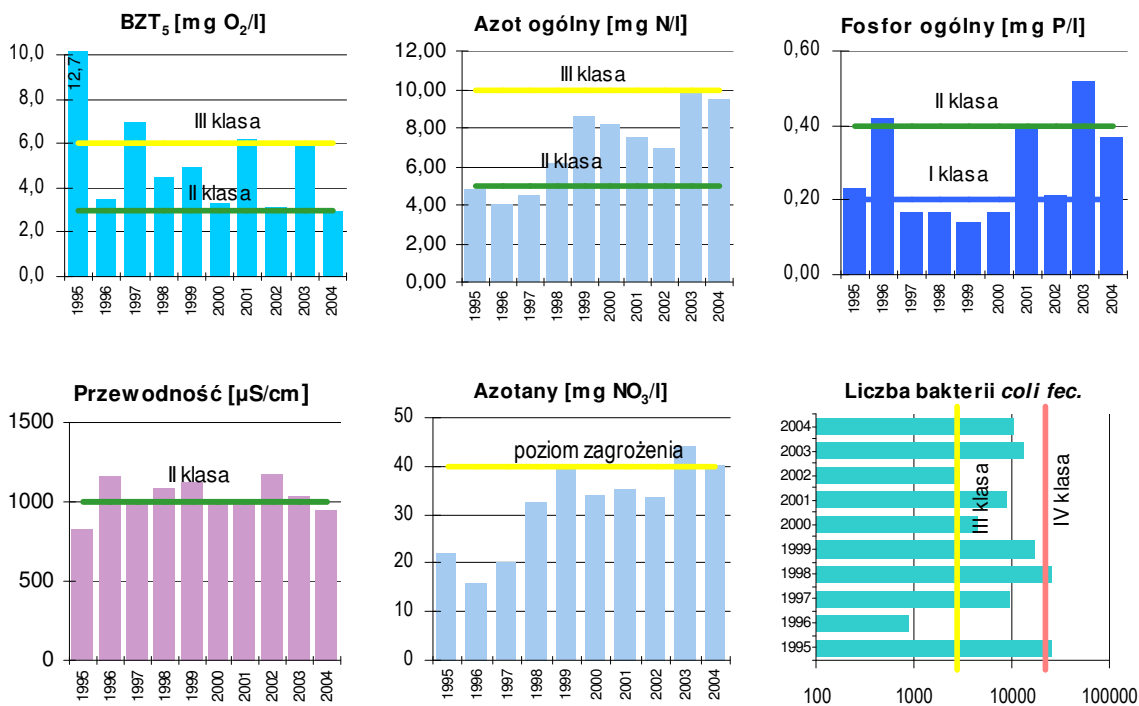 BZT5 [mg O2/l]
10,0
8,0
6,0
4,0
2,0
0,0
12,7
III klasa
II klasa
1995 1996 1997 1998 1999 2000 2001 2002 2003 2004
Azot ogólny [mg N/l]
12,00
10,00
8,00
6,00
4,00
2,00
0,00
III klasa
II klasa
1995 1996 1997 1998 1999 2000 2001 2002 2003 2004
Fosfor ogólny [mg P/l]
0,60
0,40
0,20
0,00
II klasa
I klasa
1995 1996 1997 1998 1999 2000 2001 2002 2003 2004
Przewodność [µS/cm]
1500
1000
500
0
II klasa
1995 1996 1997 1998 1999 2000 2001 2002 2003 2004
Azotany [mg NO3/l]
50
40
30
20
10
0
poziom zagrożenia
1995 1996 1997 1998 1999 2000 2001 2002 2003 2004
Liczba bakterii coli fec.
2004
2003
2002
2001
2000
1999
1998
1997
1996
1995
III klasa
IV klasa
100 1000 10000 100000